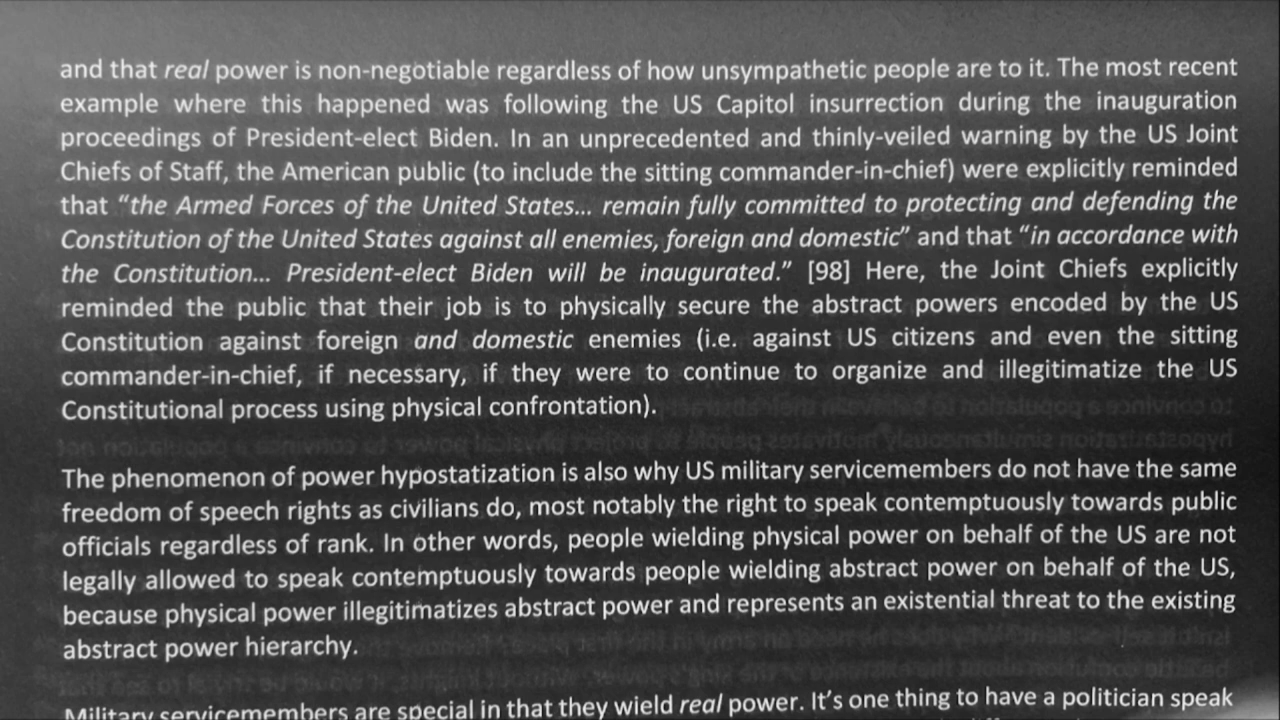 and that real power is non-negotiable regardless of how unsympathetic people are to it. The most recent
example where this happened was following the US Capitol insurrection during the inauguration
proceedings of President-elect Biden. In an unprecedented and thinly-veiled warning by the US Joint
Chiefs of Staff, the American public (to include the sitting commander-in-chief) were explicitly reminded
that “the Armed Forces of the United States... remain fully committed to protecting and defending the
Constitution of the United States against all enemies, foreign and domestic” and that “in accordance with
the Constitution... President-elect Biden will be inaugurated.” [98] Here, the Joint Chiefs explicitly
reminded the public that their job is to physically secure the abstract powers encoded by the US
Constitution against foreign and domestic enemies (i.e. against US citizens and even the sitting
commander-in-chief, if necessary, if they were to continue to organize and illegitimatize the US
Constitutional process using physical confrontation).
The phenomenon of power hypostatization is also why US military servicemembers do not have the same
freedom of speech rights as civilians do, most notably the right to speak contemptuously towards public
officials regardless of rank. In other words, people wielding physical power on behalf of the US are not
legally allowed to speak contemptuously towards people wielding abstract power on behalf of the US,
because physical power illegitimatizes abstract power and represents an existential threat to the existing
abstract power hierarchy.
Military servicemembers are special in that they wield real power. It’s one thing to have a politician speak